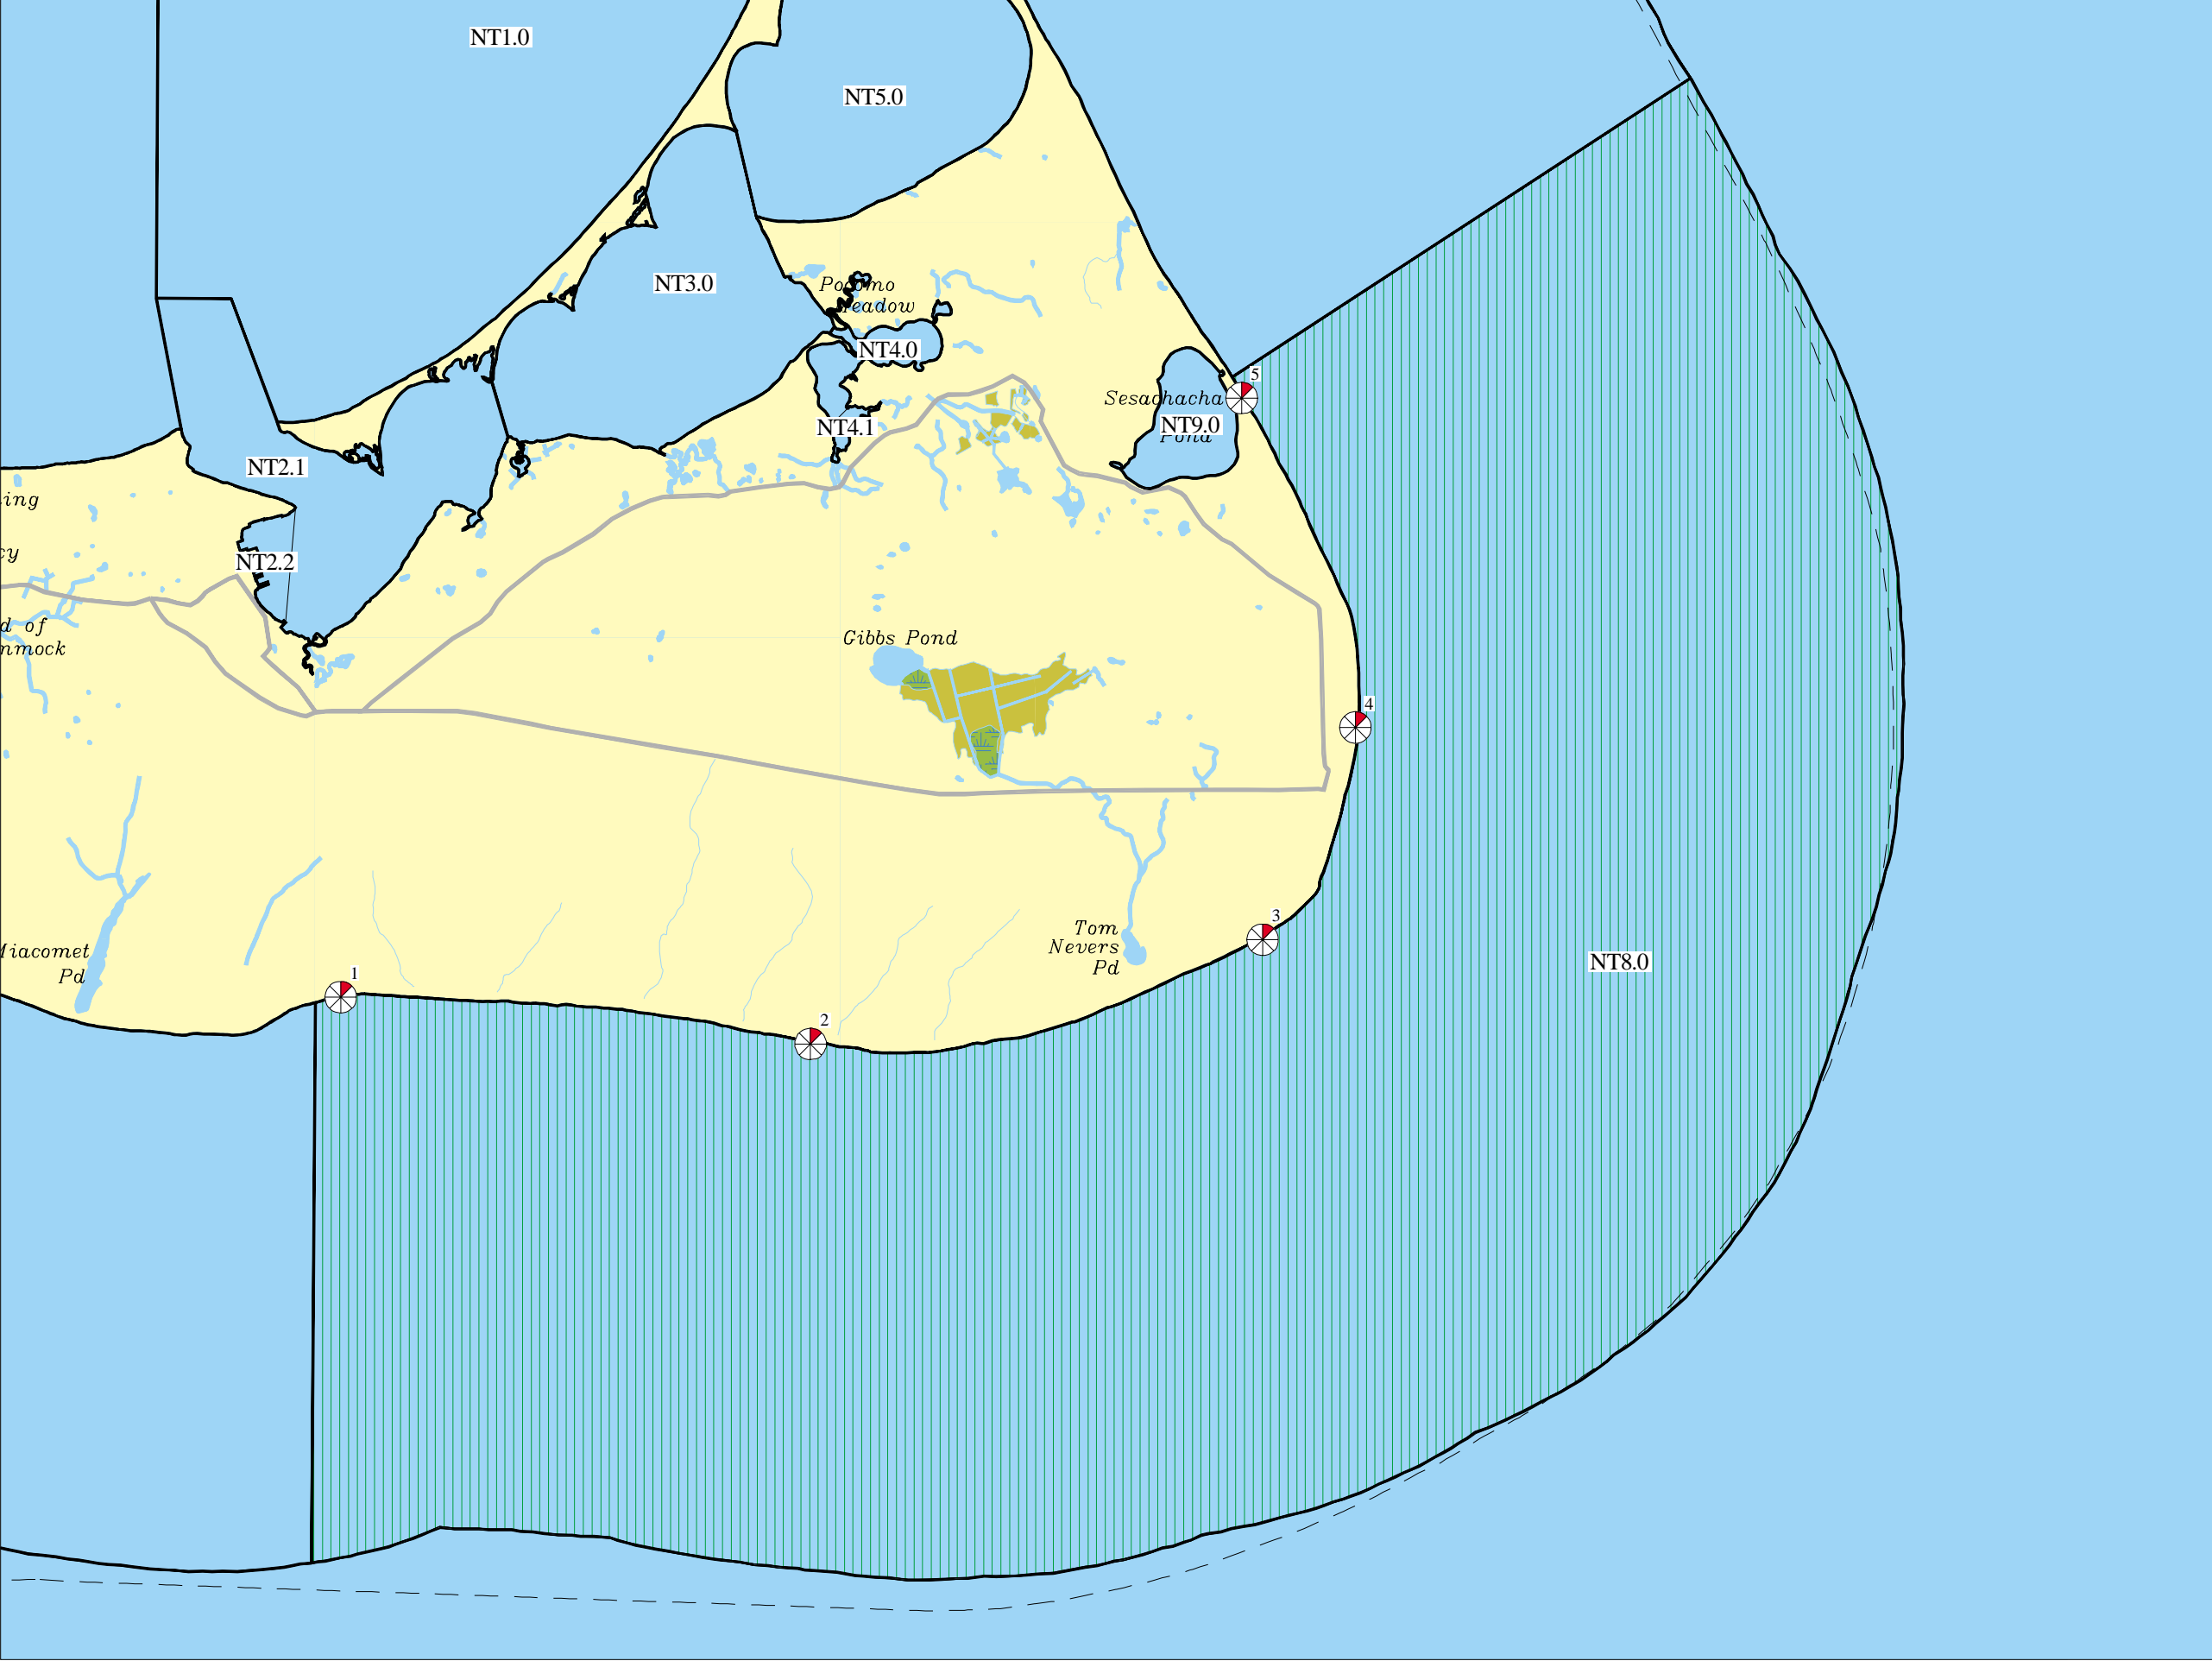 NT1.0
NT5.0
NT3.0
Pocomo
Meadow
NT4.0
5
Sesachacha
NT9.0
Pond
NT4.1
NT2.1
ing
cy
NT2.2
d of
nmock
Gibbs Pond
4
3
Tom
Nevers
Pd
Miacomet
Pd
NT8.0
1
2